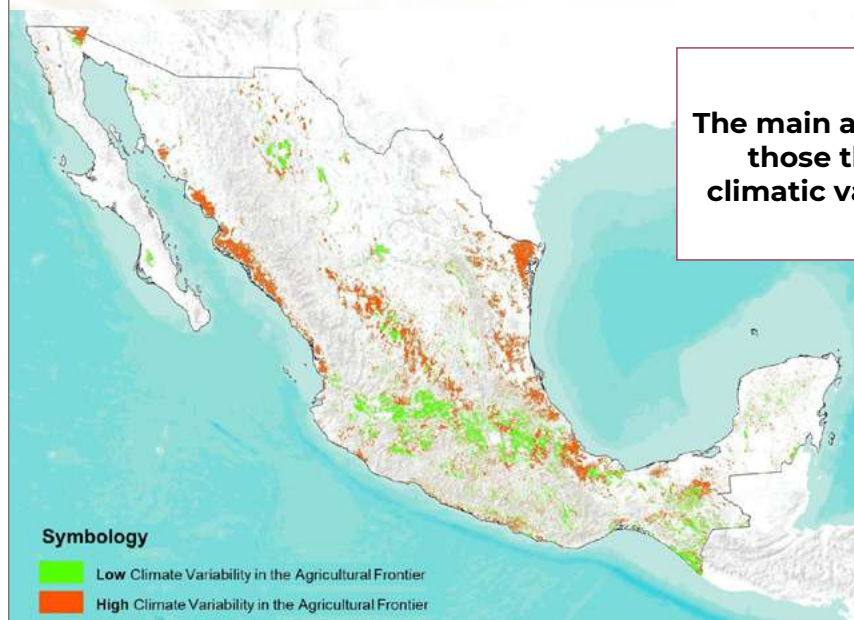 The main a
those th
climatic va
Symbology
Low Climate Variability in the Agricultural Frontier
High Climate Variability in the Agricultural Frontier